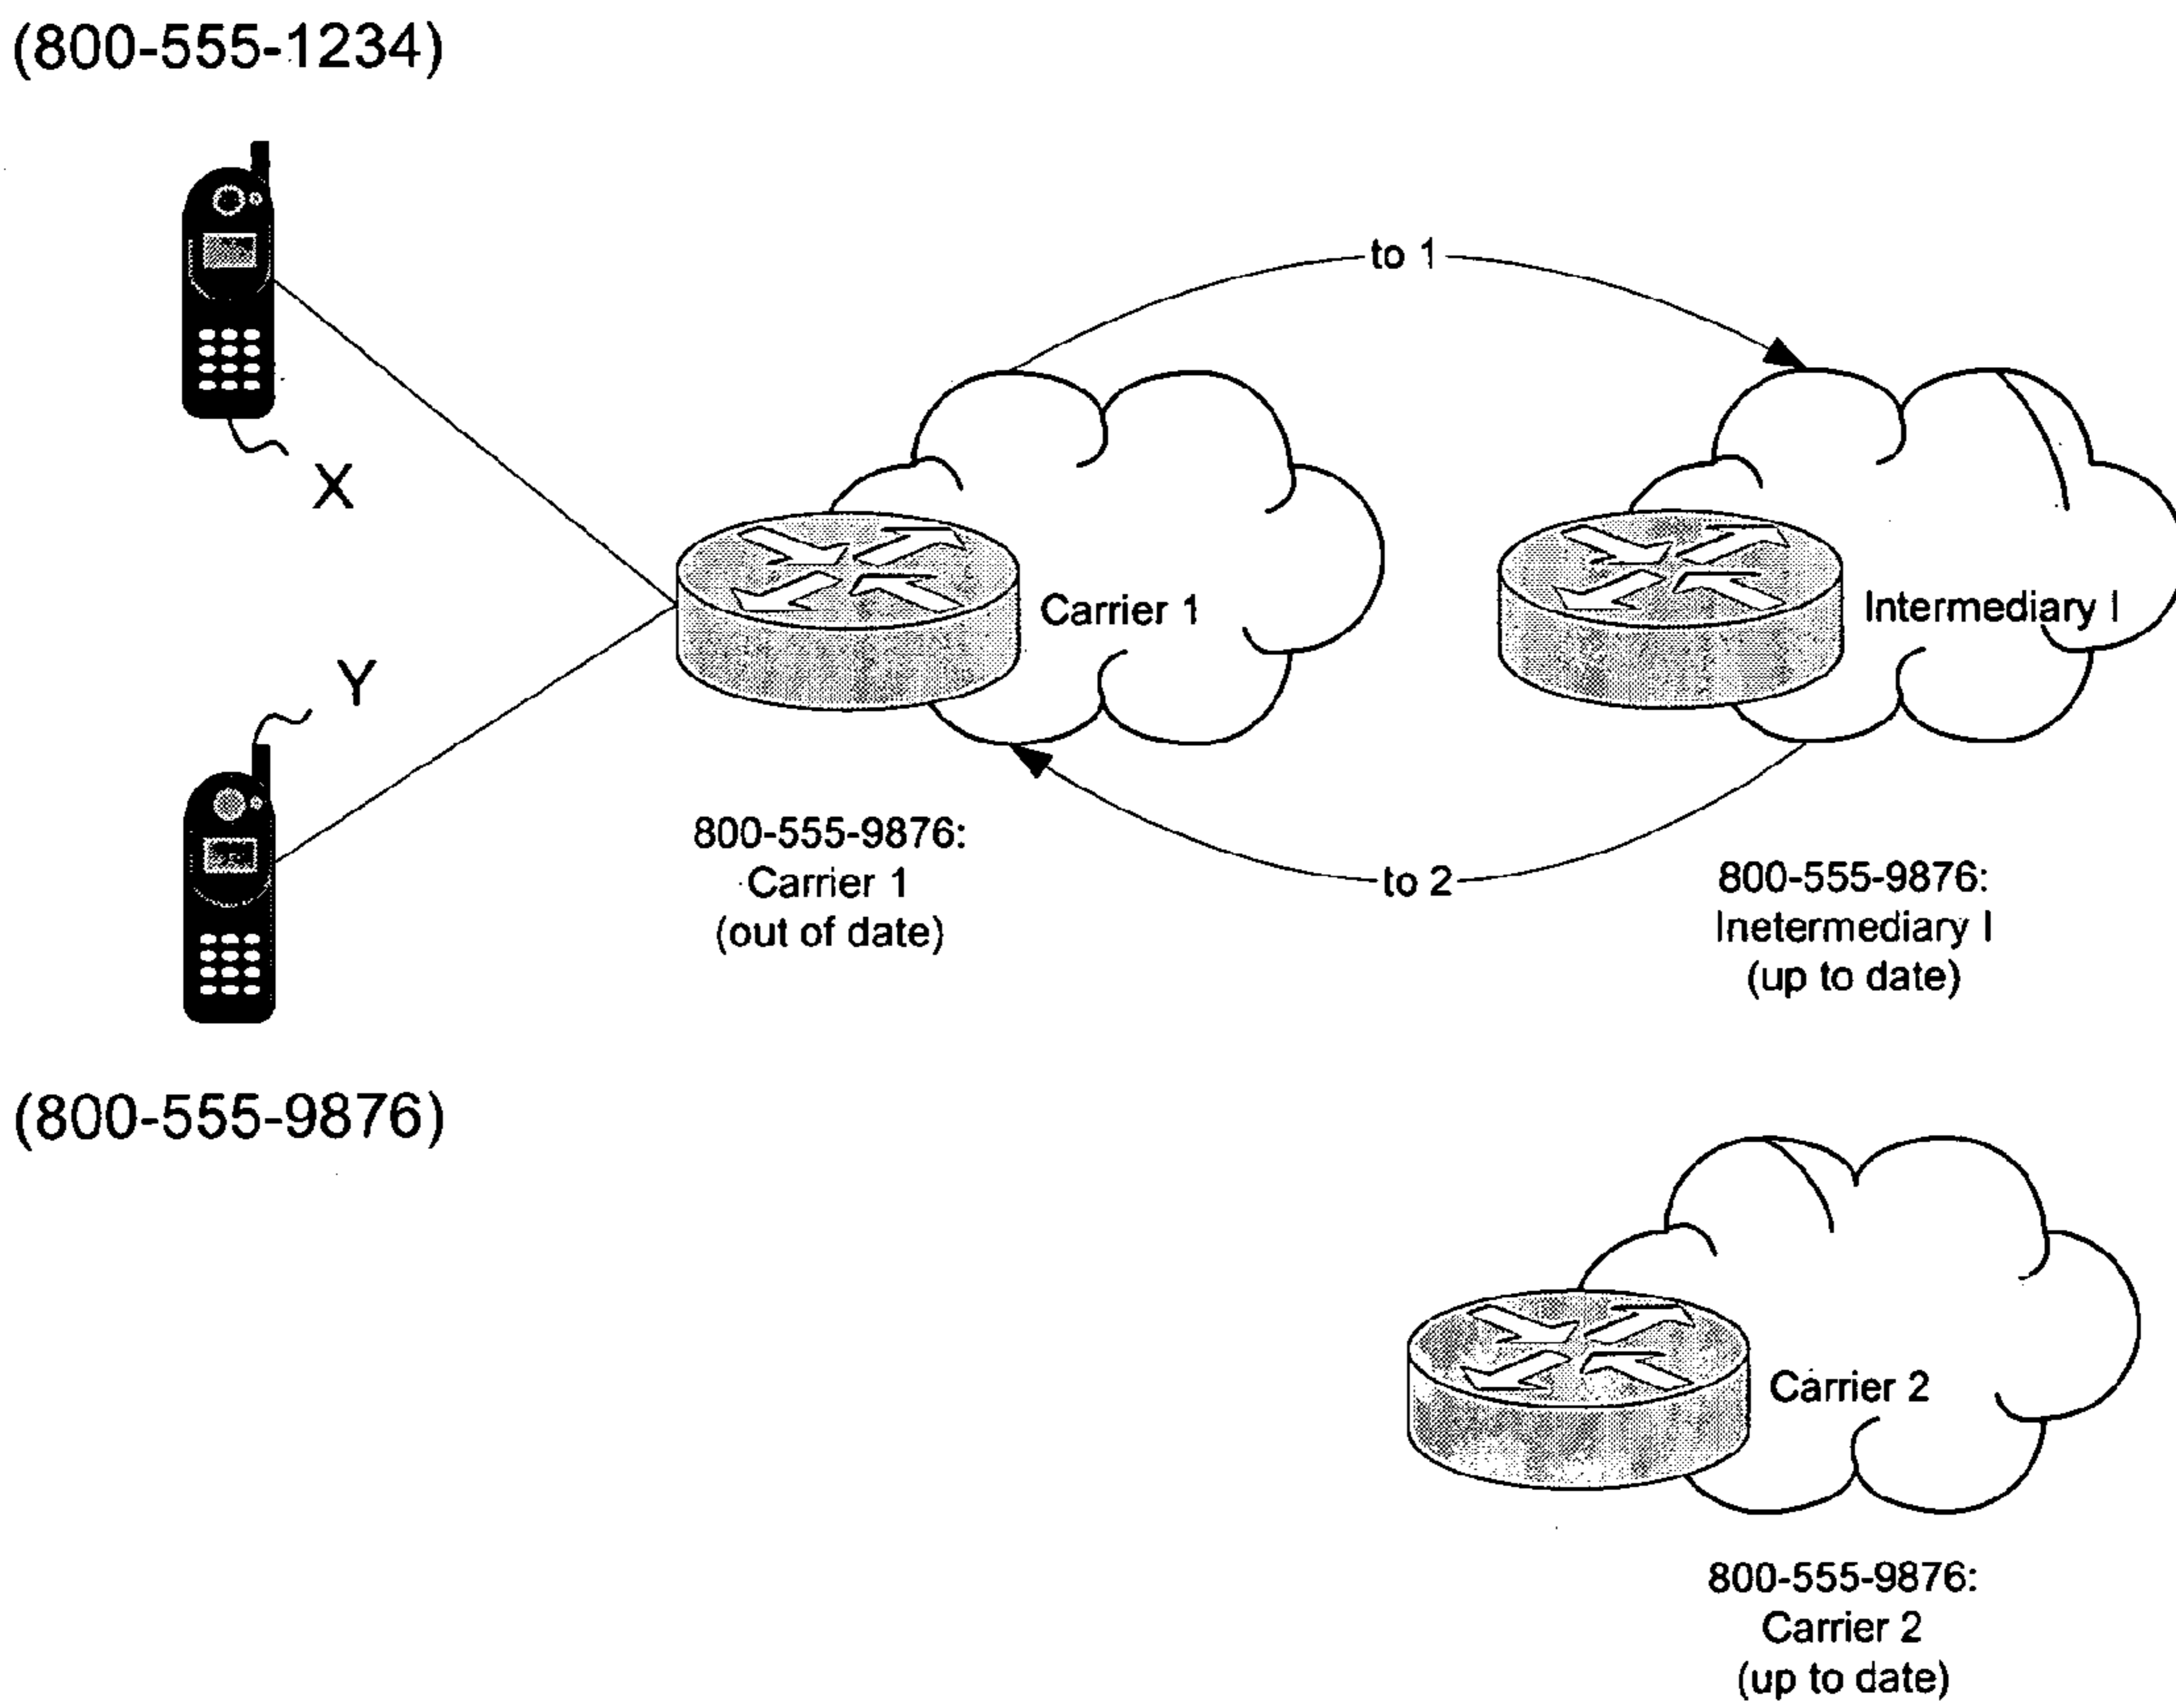 (800-555-1234)
X
to 1
Carrier 1
Intermediary I
Y
800-555-9876:
Carrier 1
(out of date)
to 2
800-555-9876:
Inetermediary I
(up to date)
(800-555-9876)
Carrier 2
800-555-9876:
Carrier 2
(up to date)